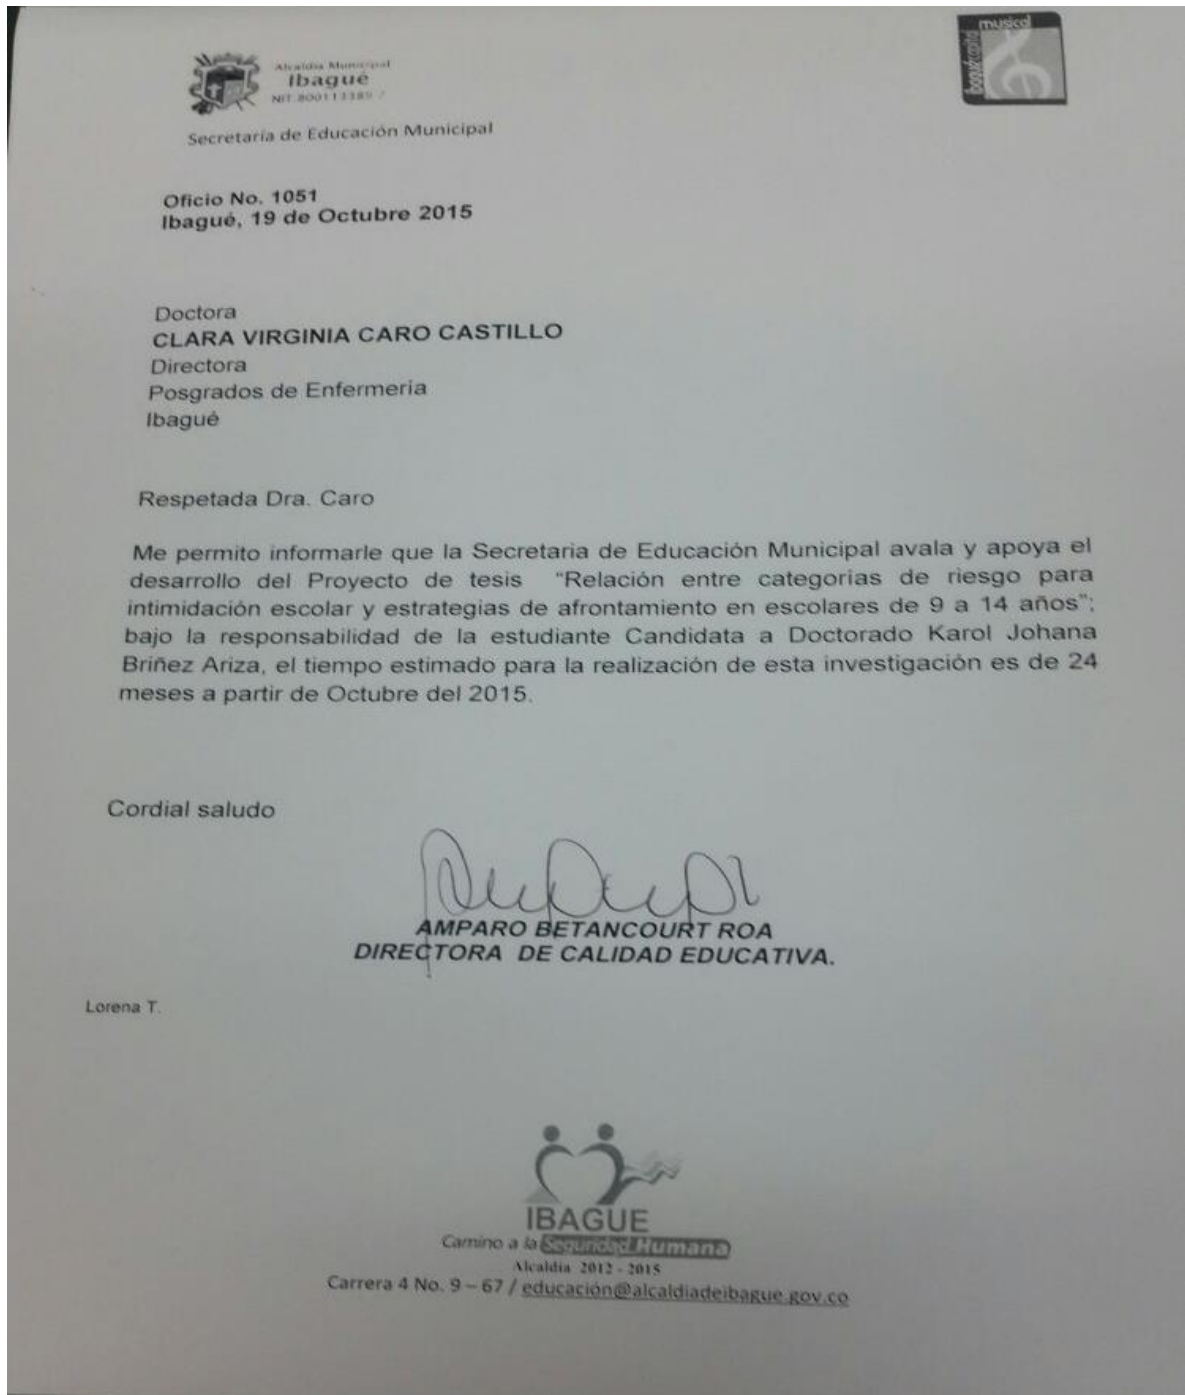 Alcaldía Municipal
Ibagué
NIT.800113389
Secretaría de Educación Municipal
musical
Oficio No. 1051
Ibagué, 19 de Octubre 2015
Doctora
CLARA VIRGINIA CARO CASTILLO
Directora
Posgrados de Enfermería
Ibagué
Respetada Dra. Caro
Me permito informarle que la Secretaria de Educación Municipal avala y apoya el
desarrollo del Proyecto de tesis “Relación entre categorías de riesgo para
intimidación escolar y estrategias de afrontamiento en escolares de 9 a 14 años”;
bajo la responsabilidad de la estudiante Candidata a Doctorado Karol Johana
Briñez Ariza, el tiempo estimado para la realización de esta investigación es de 24
meses a partir de Octubre del 2015.
Cordial saludo
AMPARO BETANCOURT ROA
DIRECTORA DE CALIDAD EDUCATIVA.
Lorena T.
IBAGUE
Camino a la Seguridad Humana
Alcaldía 2012 - 2015
Carrera 4 No. 9 – 67 / educación@alcaldiadeibague.gov.co